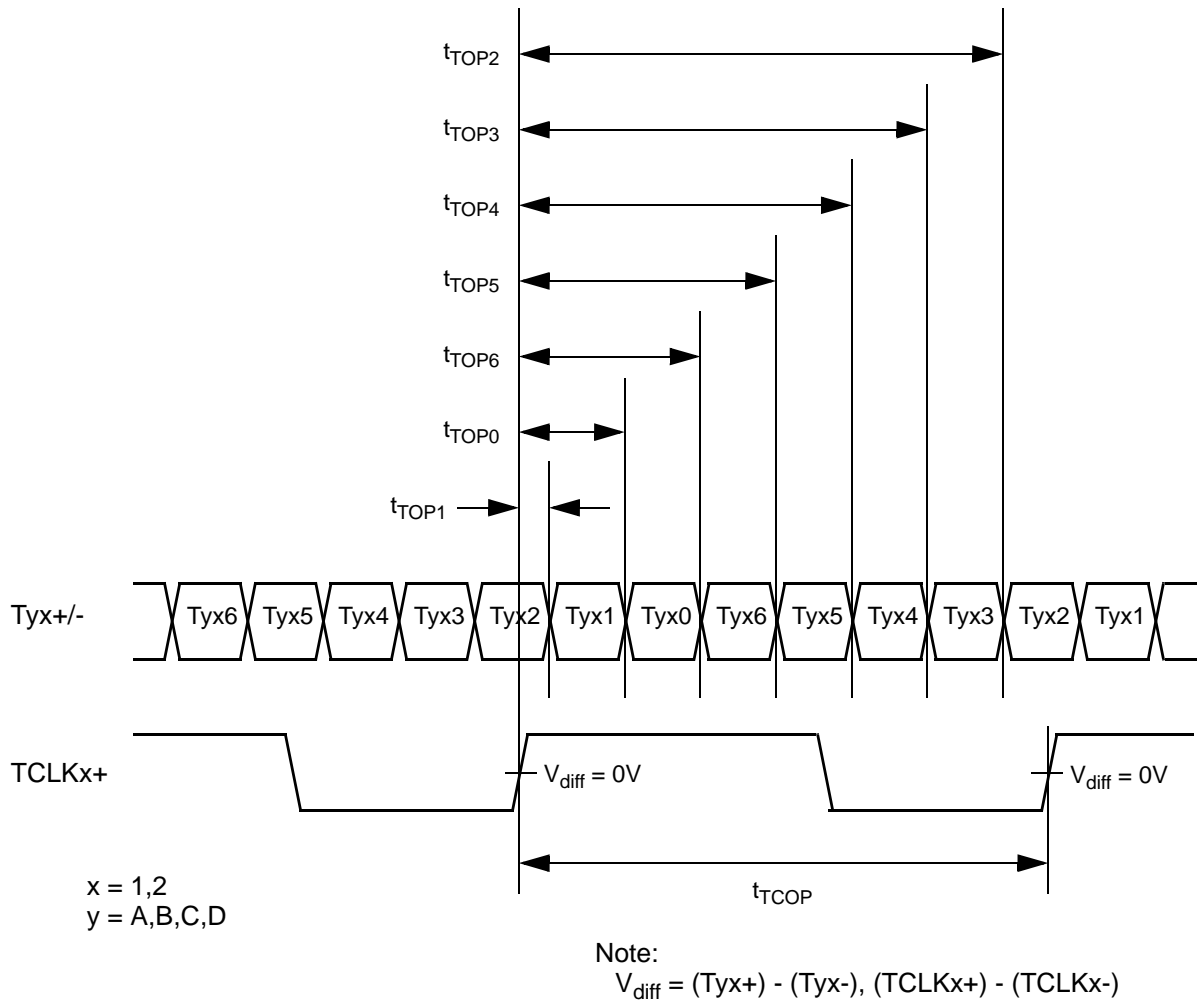 tTOP2
tTOP3
tTOP4
tTOP5
tTOP6
tTOP0
tTOP1
Tyx+/- Tyx6 Tyx5 Tyx4 Tyx3 Tyx2 Tyx1 Tyx0 Tyx6 Tyx5 Tyx4 Tyx3 Tyx2 Tyx1
TCLKx+ Vdiff = 0V Vdiff = 0V
tTCOP
x = 1,2
y = A,B,C,D
Note:
Vdiff = (Tyx+) - (Tyx-), (TCLKx+) - (TCLKx-)